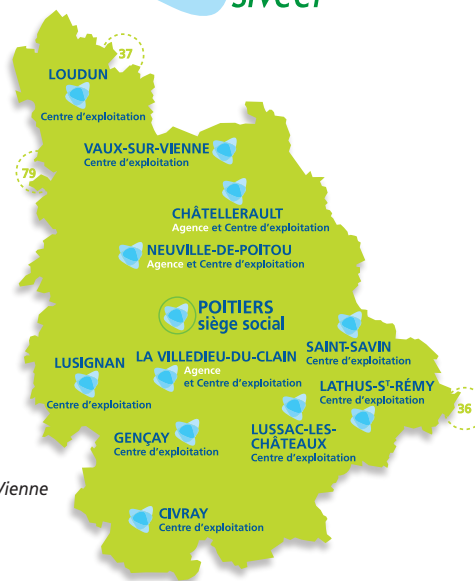 siveer
37
LOUDUN
Centre d'exploitation
VAUX-SUR-VIENNE
Centre d'exploitation
79
CHÂTELLERAULT
Agence et Centre d'exploitation
NEUVILLE-DE-POITOU
Agence et Centre d'exploitation
POITIERS
siège social
SAINT-SAVIN
Centre d'exploitation
LA VILLEDIEU-DU-CLAIN
Agence
et Centre d'exploitation
LUSIGNAN
Centre d'exploitation
LATHUS-Sᵀ-RÉMY
Centre d'exploitation
36
LUSSAC-LES-
CHÂTEAUX
Centre d'exploitation
GENÇAY
Centre d'exploitation
Vienne
CIVRAY
Centre d'exploitation